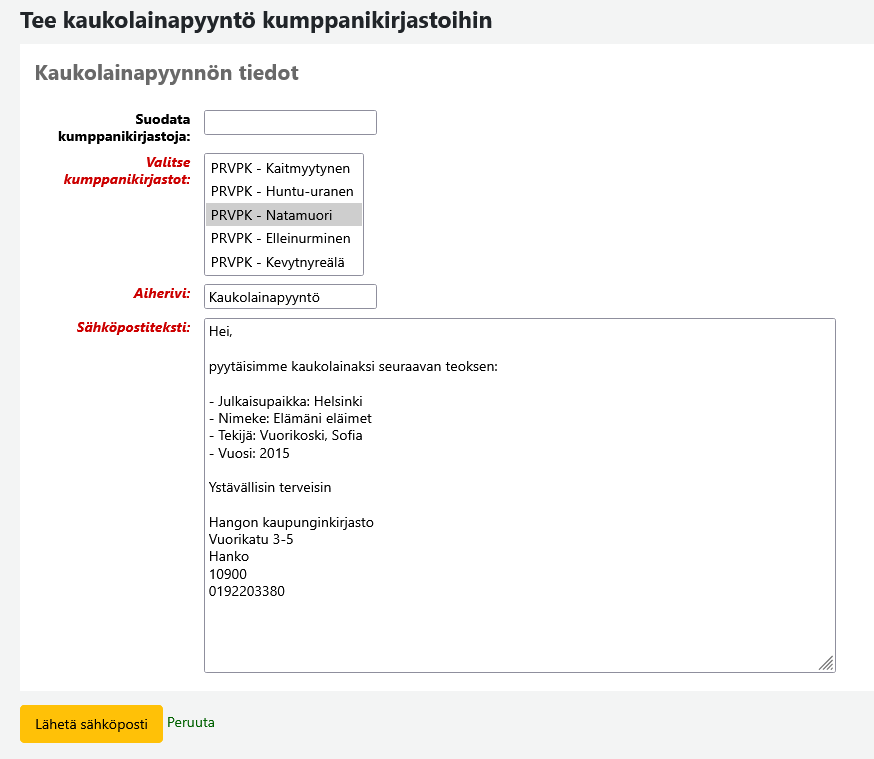 Tee kaukolainapyyntö kumppanikirjastoihin
Kaukolainapyynnön tiedot
Suodata
kumppanikirjastoja:
Valitse
kumppanikirjastot:
PRVPK - Kaitmyytynen
PRVPK - Huntu-uranen
PRVPK - Natamuori
PRVPK - Elleinurminen
PRVPK - Kevytnyreälä
Aiherivi:
Kaukolainapyyntö
Sähköpostiteksti:
Hei,
pyytäisimme kaukolainaksi seuraavan teoksen:
- Julkaisupaikka: Helsinki
- Nimeke: Elämäni eläimet
- Tekijä: Vuorikoski, Sofia
- Vuosi: 2015
Ystävällisin terveisin
Hangon kaupunginkirjasto
Vuorikatu 3-5
Hanko
10900
0192203380
Lähetä sähköposti
Peruuta